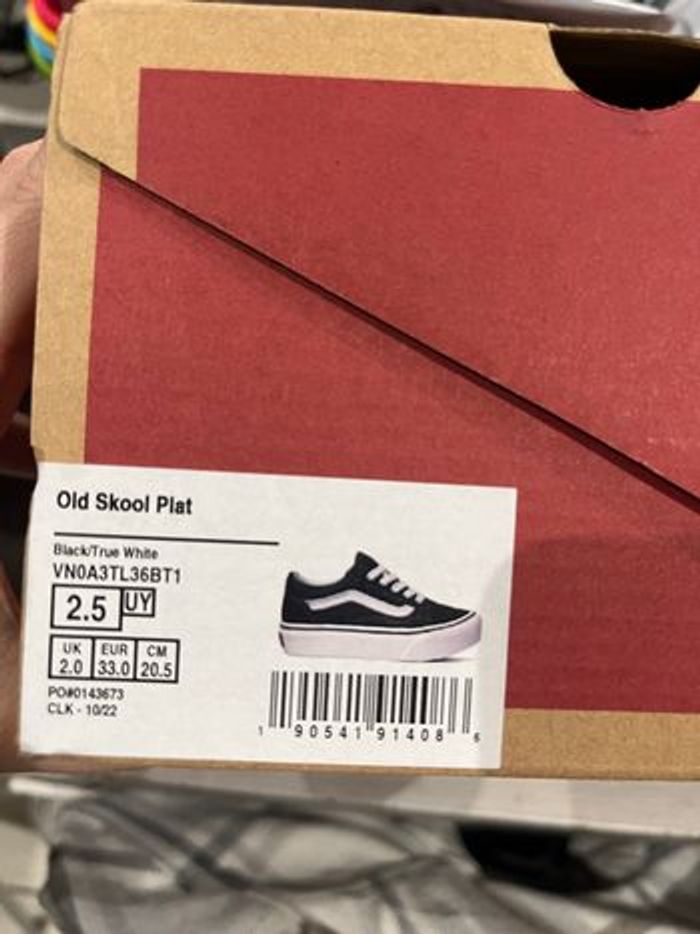 Old Skool Plat
Black/True White
VN0A3TL36BT1
2.5 UY
UK EUR CM
2.0 33.0 20.5
PO#0143673
CLK - 10/22
1 90541 91408 6